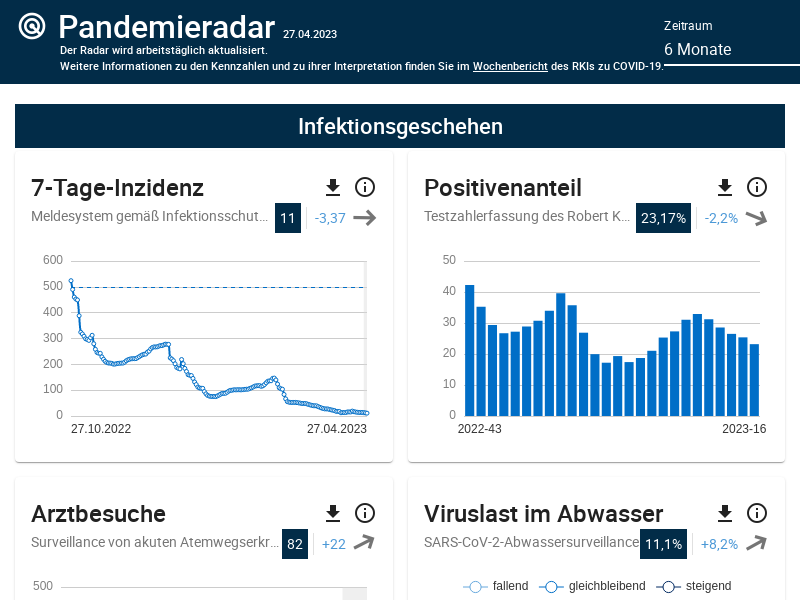 Pandemieradar 27.04.2023
Der Radar wird arbeitstäglich aktualisiert.
Weitere Informationen zu den Kennzahlen und zu ihrer Interpretation finden Sie im Wochenbericht des RKIs zu COVID-19.
Zeitraum
6 Monate
Infektionsgeschehen
7-Tage-Inzidenz
Meldesystem gemäß Infektionsschut... 11 -3,37
600
500
400
300
200
100
0
27.10.2022 27.04.2023
Positivenanteil
Testzahlerfassung des Robert K... 23,17% -2,2%
50
40
30
20
10
0
2022-43 2023-16
Arztbesuche
Surveillance von akuten Atemwegserkr... 82 +22
500
Viruslast im Abwasser
SARS-CoV-2-Abwassersurveillance 11,1% +8,2%
fallend gleichbleibend steigend